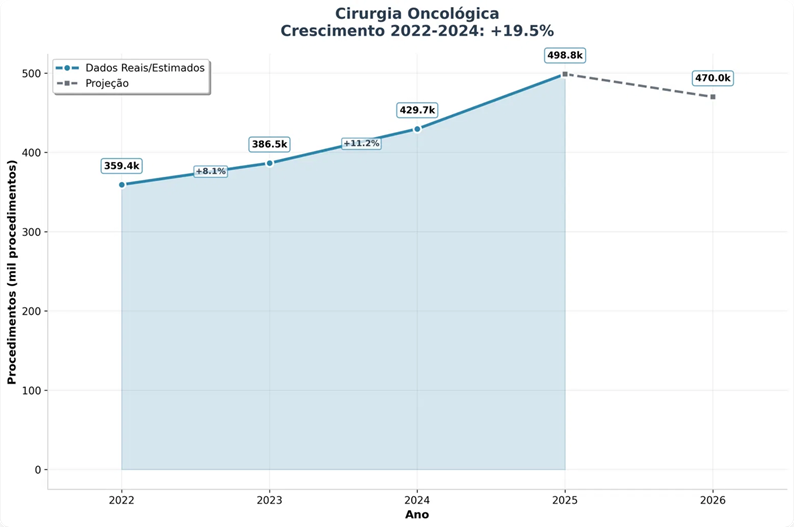 Cirurgia Oncológica
Crescimento 2022-2024: +19.5%
Dados Reais/Estimados
Projeção
498.8k
470.0k
429.7k
386.5k
359.4k
+11.2%
+8.1%
Procedimentos (mil procedimentos)
500
400
300
200
100
0
2022
2023
2024
2025
2026
Ano